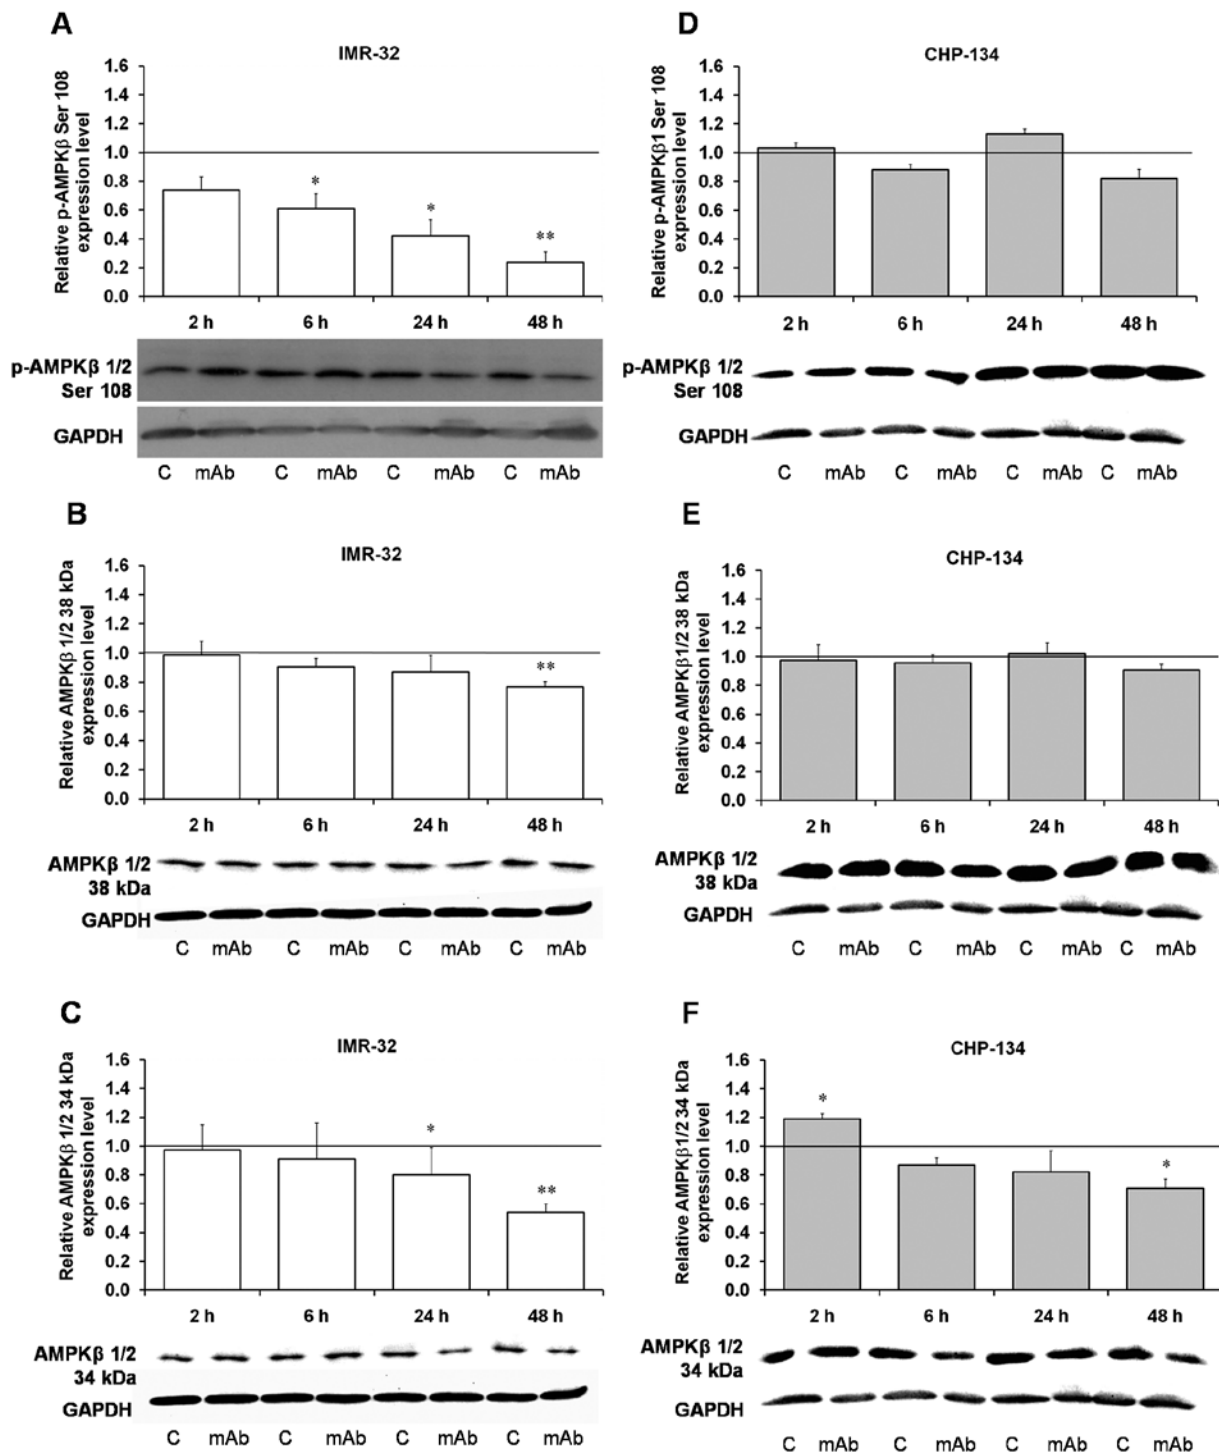 A
IMR-32
Relative p-AMPKβ Ser 108
expression level
1.6
1.4
1.2
1.0
0.8
0.6
0.4
0.2
0.0
*
*
**
2 h 6 h 24 h 48 h
p-AMPKβ 1/2
Ser 108
GAPDH
C mAb C mAb C mAb C mAb
B
IMR-32
Relative AMPKβ 1/2 38 kDa
expression level
1.6
1.4
1.2
1.0
0.8
0.6
0.4
0.2
0.0
**
2 h 6 h 24 h 48 h
AMPKβ 1/2
38 kDa
GAPDH
C mAb C mAb C mAb C mAb
C
IMR-32
Relative AMPKβ 1/2 34 kDa
expression level
1.6
1.4
1.2
1.0
0.8
0.6
0.4
0.2
0.0
*
**
2 h 6 h 24 h 48 h
AMPKβ 1/2
34 kDa
GAPDH
C mAb C mAb C mAb C mAb
D
CHP-134
Relative p-AMPKβ1 Ser 108
expression level
1.6
1.4
1.2
1.0
0.8
0.6
0.4
0.2
0.0
2 h 6 h 24 h 48 h
p-AMPKβ 1/2
Ser 108
GAPDH
C mAb C mAb C mAb C mAb
E
CHP-134
Relative AMPKβ1/2 38 kDa
expression level
1.6
1.4
1.2
1.0
0.8
0.6
0.4
0.2
0.0
2 h 6 h 24 h 48 h
AMPKβ 1/2
38 kDa
GAPDH
C mAb C mAb C mAb C mAb
F
CHP-134
Relative AMPKβ1/2 34 kDa
expression level
1.6
1.4
1.2
1.0
0.8
0.6
0.4
0.2
0.0
*
*
2 h 6 h 24 h 48 h
AMPKβ 1/2
34 kDa
GAPDH
C mAb C mAb C mAb C mAb